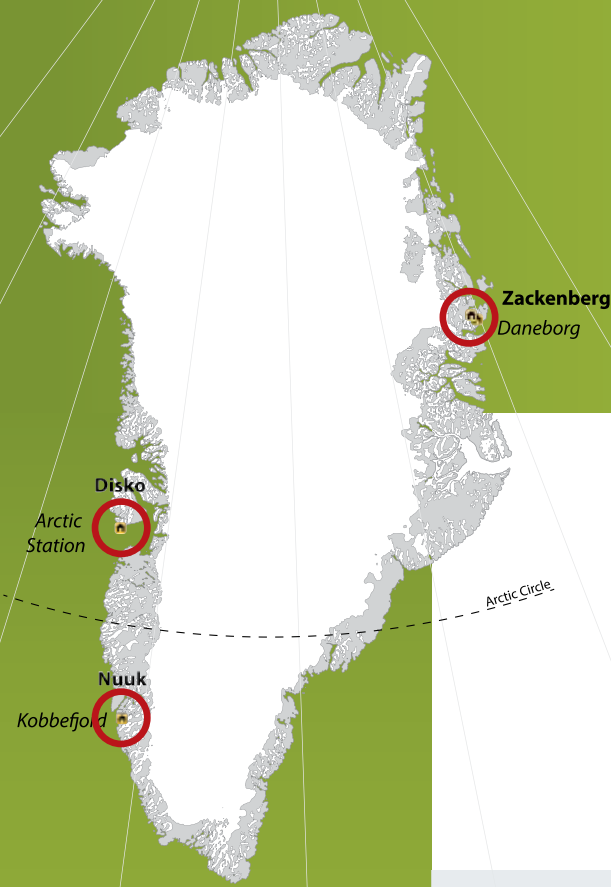 Zackenberg
Daneborg
Disko
Arctic
Station
Arctic Circle
Nuuk
Kobbefjord